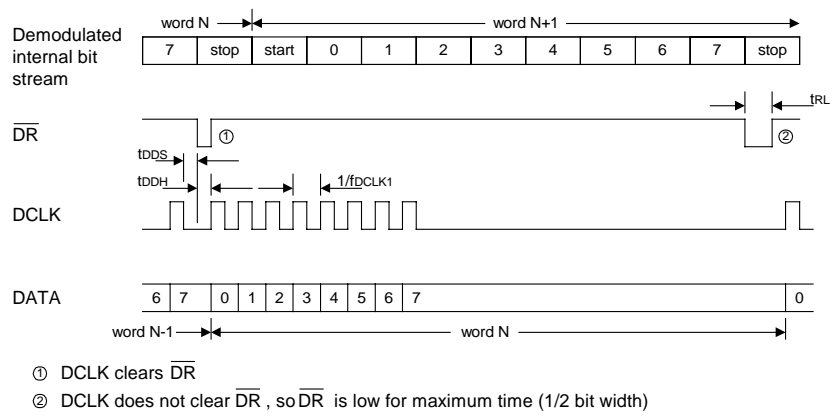 word N word N+1
Demodulated internal bit stream
7 stop start 0 1 2 3 4 5 6 7 stop
tRL
DR ① ②
tDDS
tDDH 1/fDCLK1
DCLK
DATA 6 7 0 1 2 3 4 5 6 7 0
word N-1 word N
① DCLK clears DR
② DCLK does not clear DR , so DR is low for maximum time (1/2 bit width)